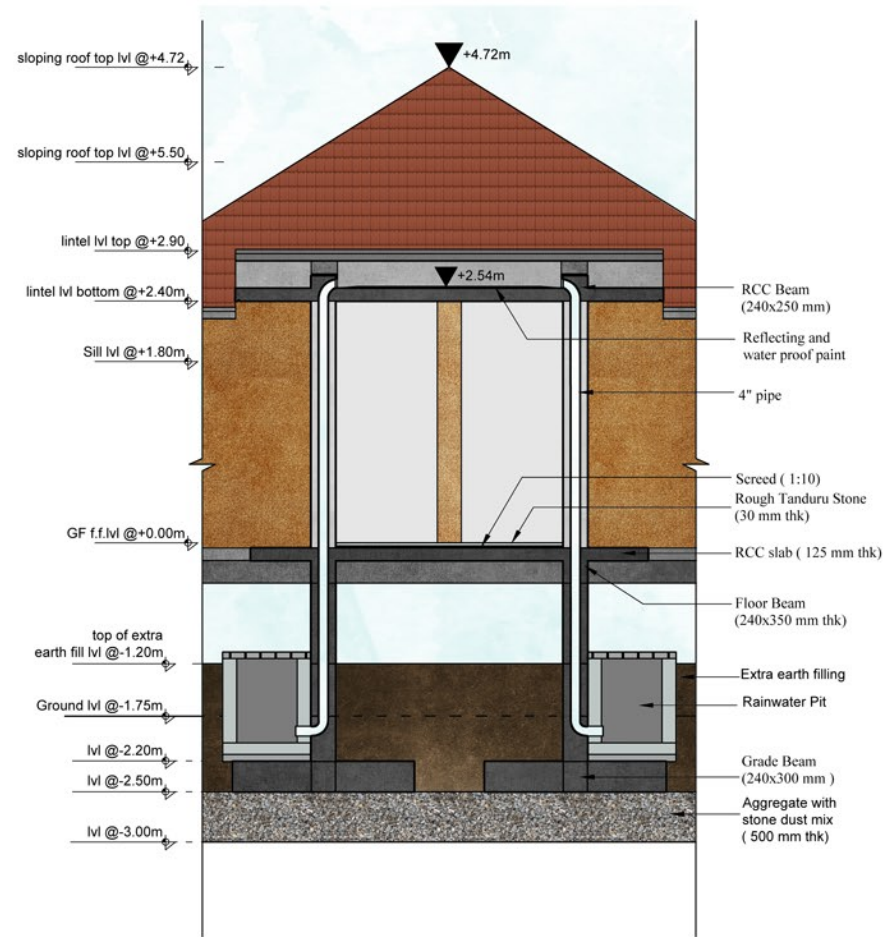 sloping roof top lvl @+4.72
sloping roof top lvl @+5.50
lintel lvl top @+2.90
lintel lvl bottom @+2.40m
Sill lvl @+1.80m
GF f.f.lvl @+0.00m
top of extra
earth fill lvl @-1.20m
Ground lvl @-1.75m
lvl @-2.20m
lvl @-2.50m
lvl @-3.00m
+4.72m
+2.54m
RCC Beam
(240x250 mm)
Reflecting and
water proof paint
4" pipe
Screed ( 1:10)
Rough Tanduru Stone
(30 mm thk)
RCC slab ( 125 mm thk)
Floor Beam
(240x350 mm thk)
Extra earth filling
Rainwater Pit
Grade Beam
(240x300 mm )
Aggregate with
stone dust mix
( 500 mm thk)